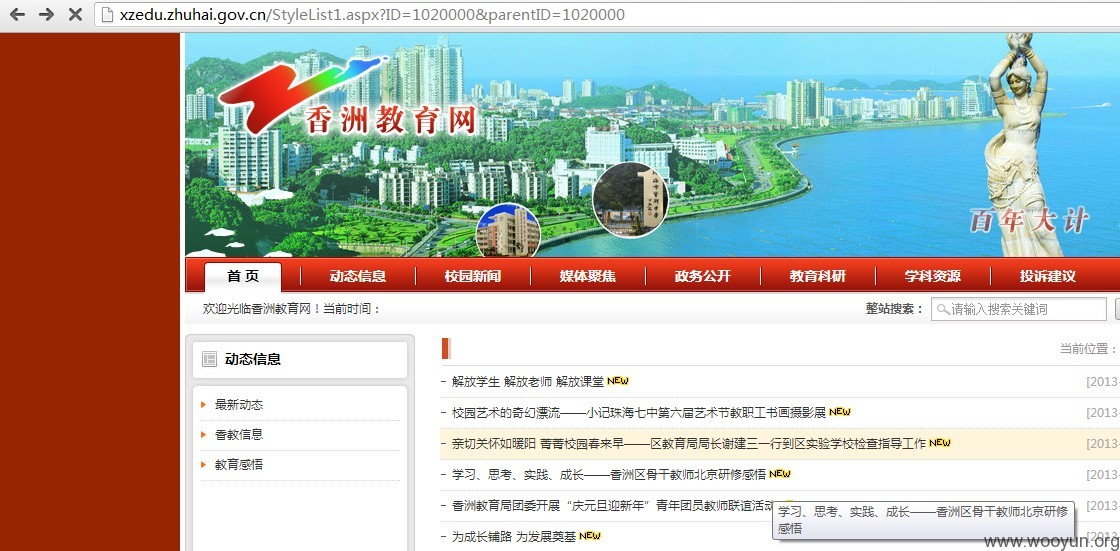 xzedu.zhuhai.gov.cn/StyleList1.aspx?ID=1020000&parentID=1020000
香洲教育网
百年大计
首 页 动态信息 校园新闻 媒体聚焦 政务公开 教育科研 学科资源 投诉建议
欢迎光临香洲教育网！当前时间： 整站搜索： 请输入搜索关键词
动态信息
当前位置：
最新动态
香教信息
教育感悟
- 解放学生 解放老师 解放课堂 NEW [2013-
- 校园艺术的奇幻漂流——小记珠海七中第六届艺术节教职工书画摄影展 NEW [2013-
- 亲切关怀如暖阳 菁菁校园春来早——区教育局局长谢建三一行到区实验学校检查指导工作 NEW [2013-
- 学习、思考、实践、成长——香洲区骨干教师北京研修感悟 NEW [2013-
- 香洲教育局团委开展“庆元旦迎新年”青年团员教师联谊活动 [2013-
学习、思考、实践、成长——香洲区骨干教师北京研修
感悟
- 为成长铺路 为发展奠基 NEW [2013-
www.wooyun.org